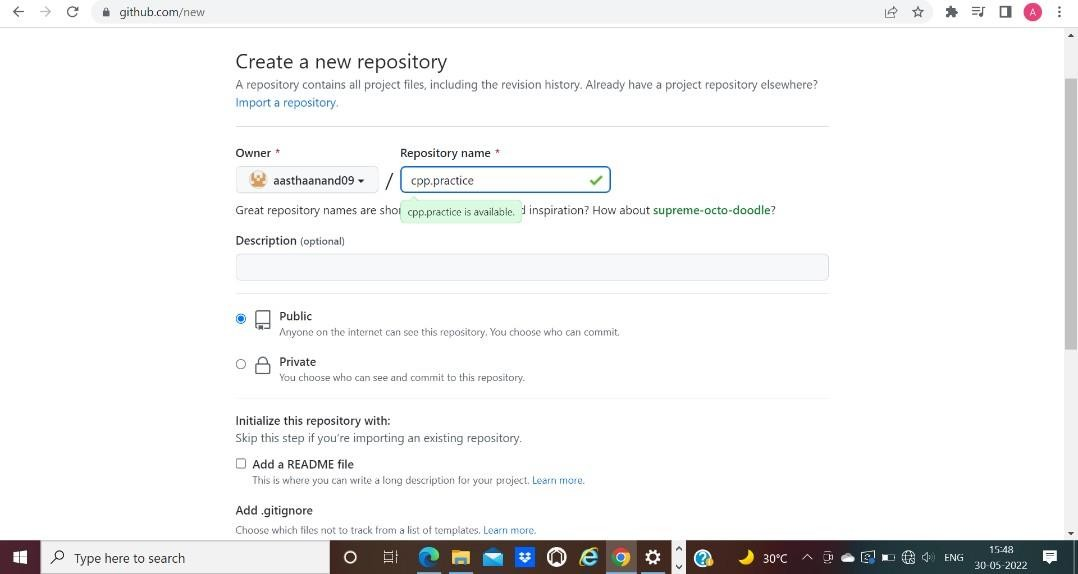 github.com/new
A
Create a new repository
A repository contains all project files, including the revision history. Already have a project repository elsewhere?
Import a repository.
Owner * Repository name *
aasthaanand09 / cpp.practice
Great repository names are shor cpp.practice is available. d inspiration? How about supreme-octo-doodle?
Description (optional)
Public
Anyone on the internet can see this repository. You choose who can commit.
Private
You choose who can see and commit to this repository.
Initialize this repository with:
Skip this step if you're importing an existing repository.
Add a README file
This is where you can write a long description for your project. Learn more.
Add .gitignore
Choose which files not to track from a list of templates. Learn more.
Type here to search
30°C
ENG
15:48
30-05-2022